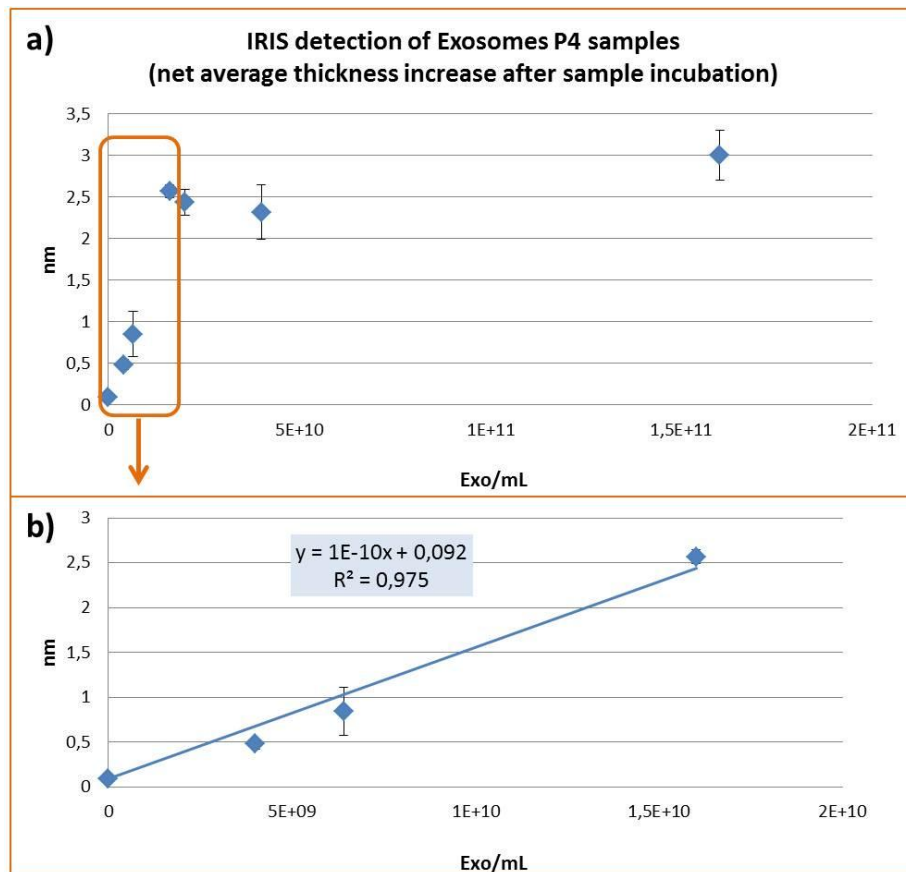 a)
IRIS detection of Exosomes P4 samples
(net average thickness increase after sample incubation)
3,5
3
2,5
2
1,5
1
0,5
0
nm
0 5E+10 1E+11 1,5E+11 2E+11
Exo/mL
b)
3
2,5
2
1,5
1
0,5
0
nm
y = 1E-10x + 0,092
R² = 0,975
0 5E+09 1E+10 1,5E+10 2E+10
Exo/mL